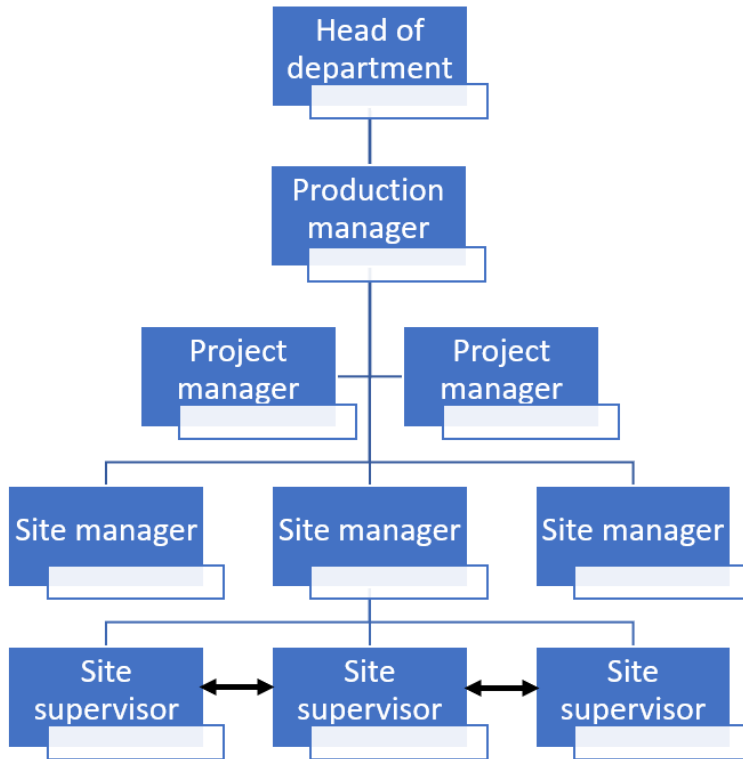 Head of
department
Production
manager
Project
manager
Project
manager
Site manager
Site manager
Site manager
Site
supervisor
Site
supervisor
Site
supervisor